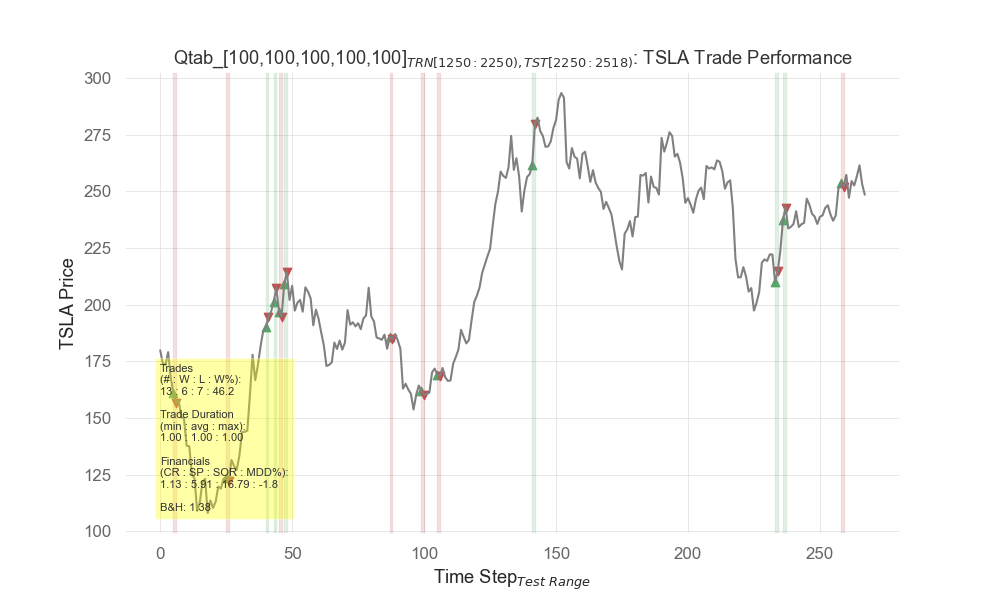 Qtab_[100,100,100,100,100]TRN[1250:2250),TST[2250:2518): TSLA Trade Performance
300
275
250
225
200
175
150
125
100
TSLA Price
Trades
(# : W : L : W%):
13 : 6 : 7 : 46.2
Trade Duration
(min : avg : max):
1.00 : 1.00 : 1.00
Financials
(CR : SP : SOR : MDD%):
1.13 : 5.91 : 16.79 : -1.8
B&H: 1.38
0
50
100
150
200
250
Time Step Test Range